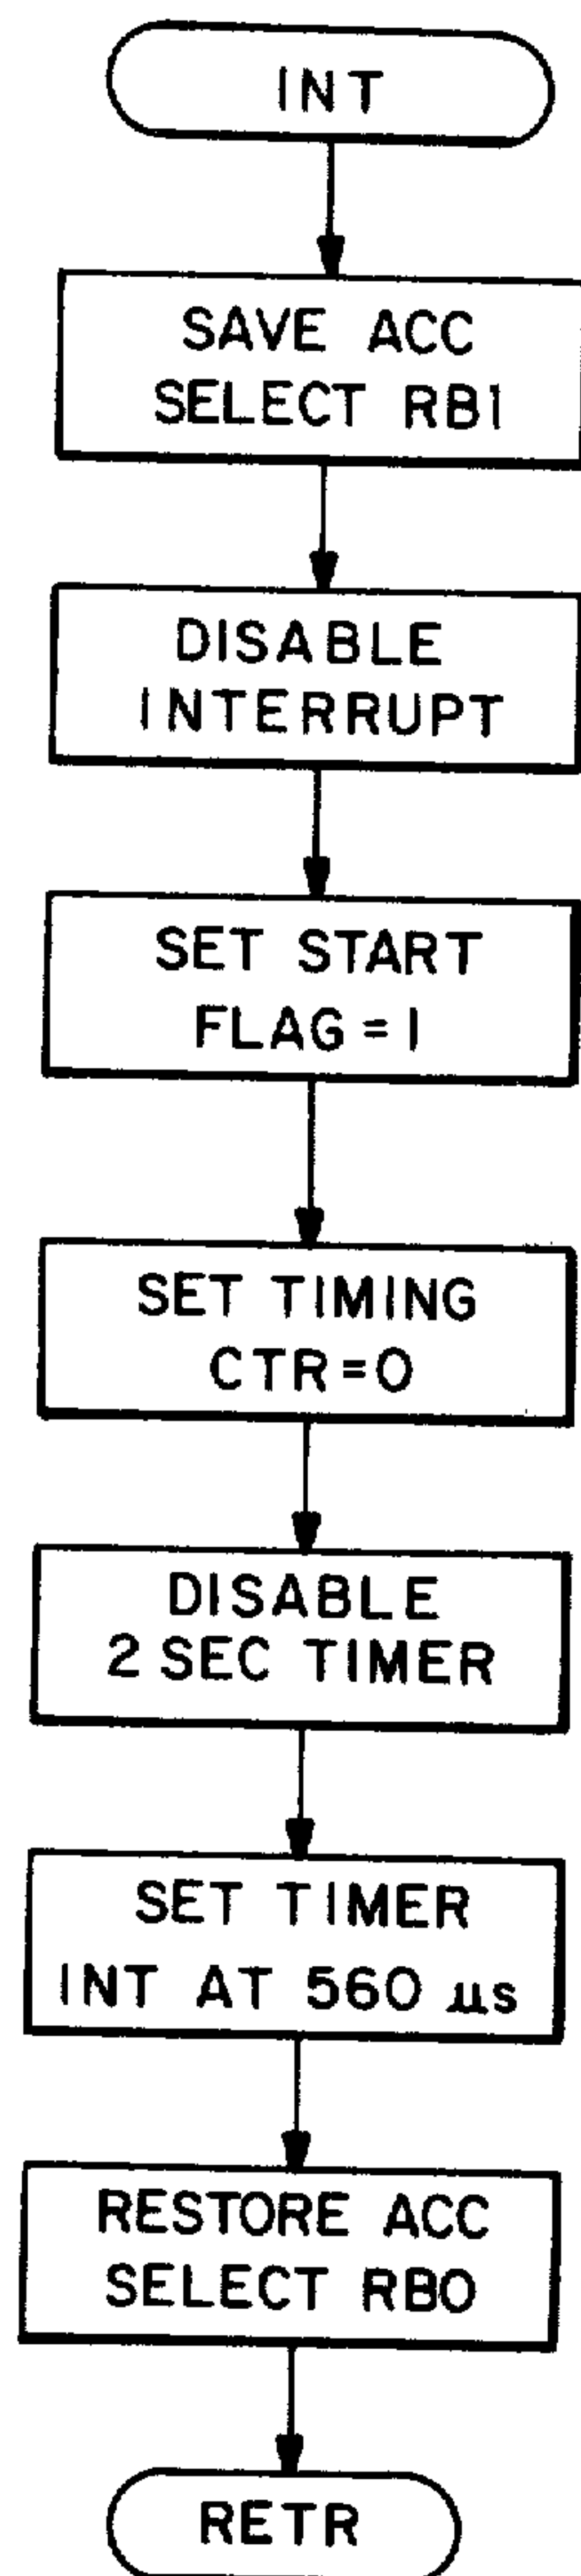 INT
SAVE ACC
SELECT RB1
DISABLE
INTERRUPT
SET START
FLAG = 1
SET TIMING
CTR = 0
DISABLE
2 SEC TIMER
SET TIMER
INT AT 560 µs
RESTORE ACC
SELECT RB0
RETR